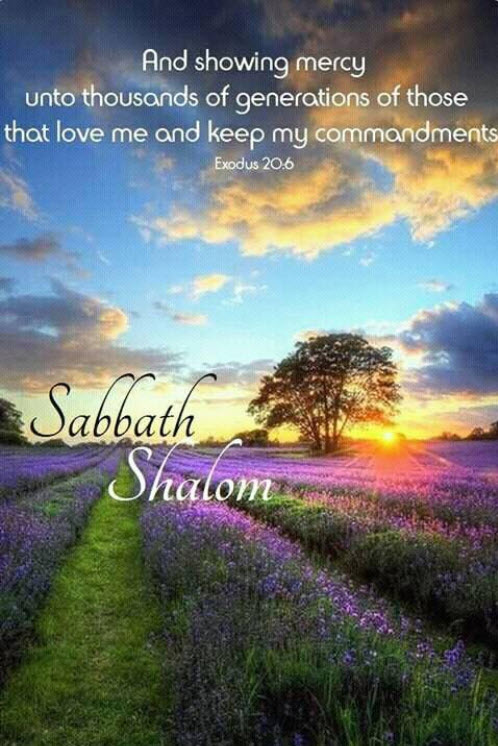 And showing mercy
unto thousands of generations of those
that love me and keep my commandments
Exodus 20:6
Sabbath
Shalom